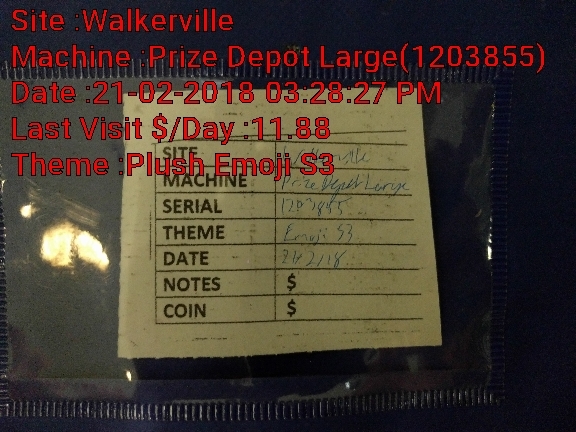 Site :Walkerville
Machine :Prize Depot Large(1203855)
Date :21-02-2018 03:28:27 PM
Last Visit $/Day :11.88
Theme :Plush Emoji S3
SITE Walkerville
MACHINE Prize Depot Large
SERIAL 1203855
THEME Emoji S3
DATE
NOTES $
COIN $